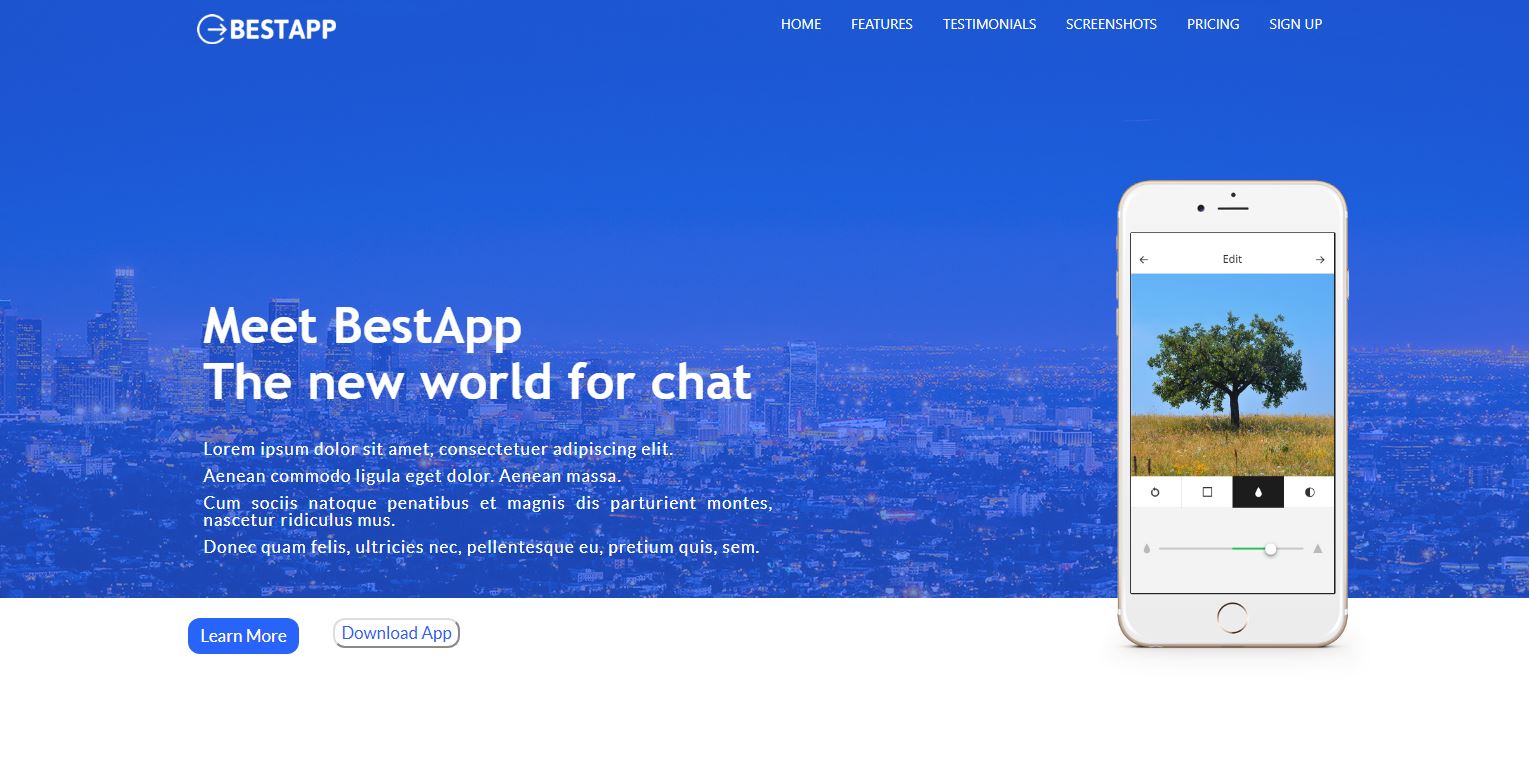 BESTAPP
HOME FEATURES TESTIMONIALS SCREENSHOTS PRICING SIGN UP
Edit
Meet BestApp
The new world for chat
Lorem ipsum dolor sit amet, consectetuer adipiscing elit.
Aenean commodo ligula eget dolor. Aenean massa.
Cum sociis natoque penatibus et magnis dis parturient montes,
nascetur ridiculus mus.
Donec quam felis, ultricies nec, pellentesque eu, pretium quis, sem.
Learn More
Download App